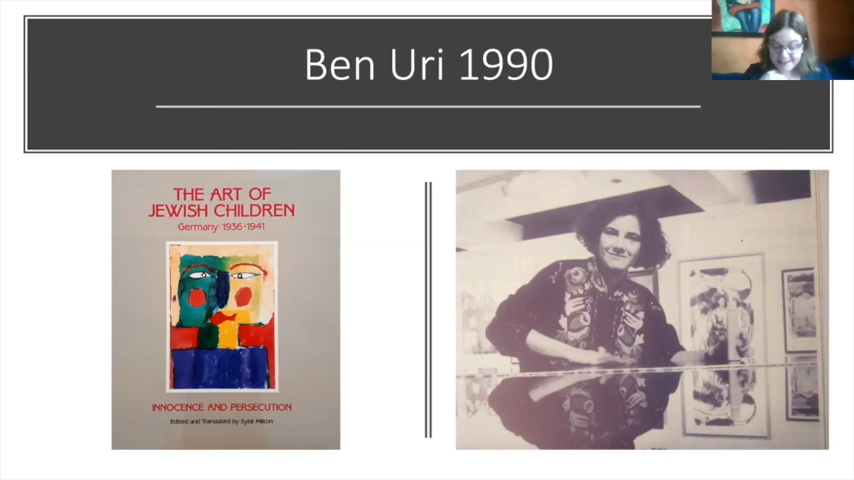 Ben Uri 1990
THE ART OF
JEWISH CHILDREN
Germany: 1936-1941
INNOCENCE AND PERSECUTION
Edited and Translated by Sybil Milton